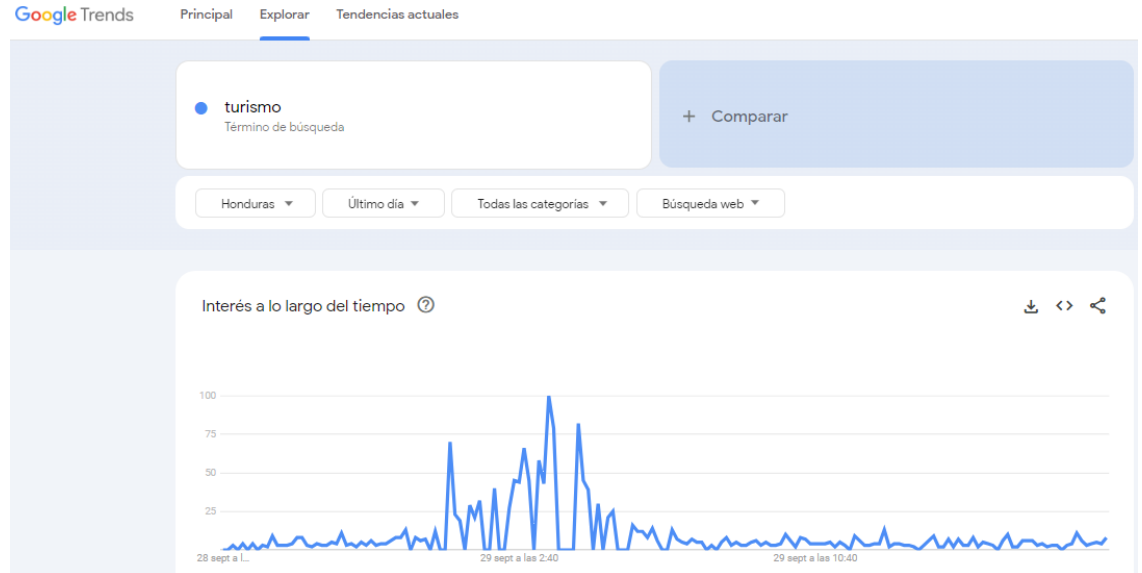 Google Trends Principal Explorar Tendencias actuales
turismo
Término de búsqueda
+ Comparar
Honduras Último día Todas las categorías Búsqueda web
Interés a lo largo del tiempo
100
75
50
25
28 sept a l... 29 sept a las 2:40 29 sept a las 10:40